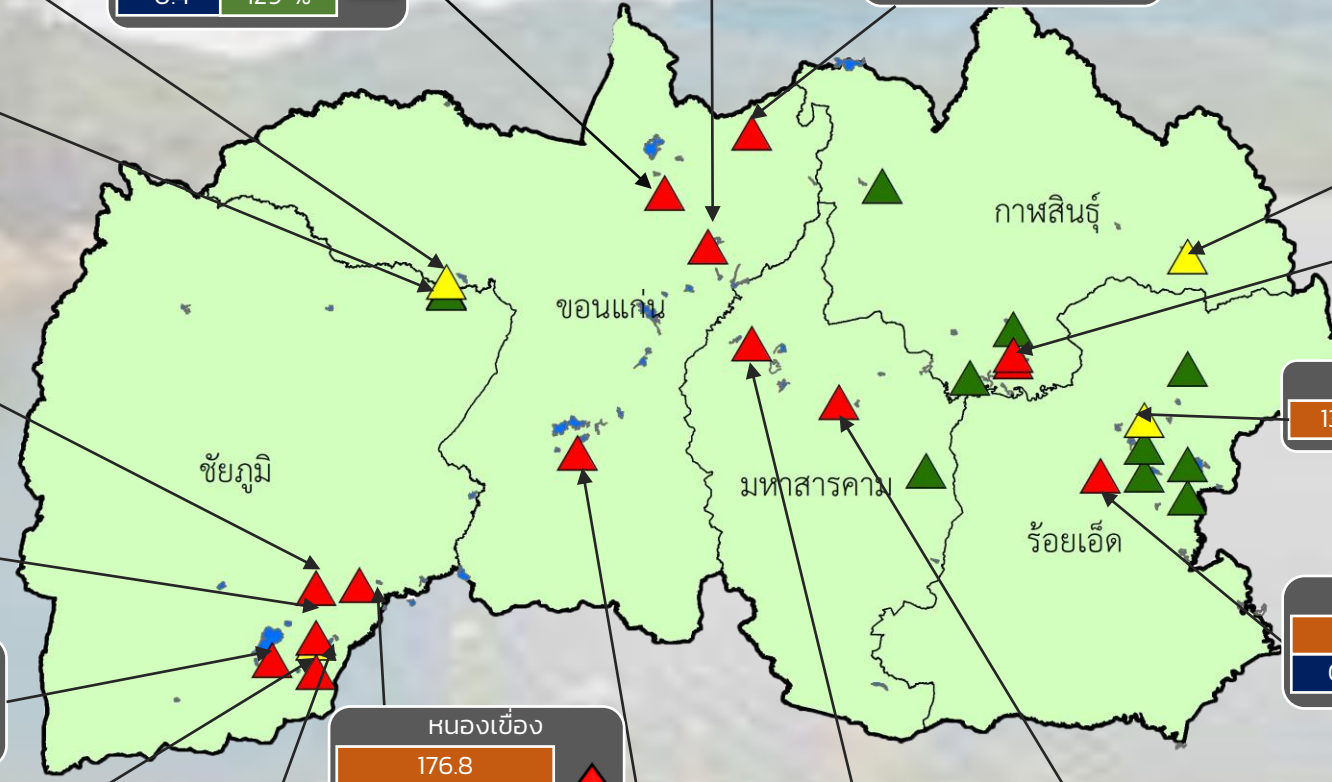 129 %
กาฬสินธุ์
ขอนแก่น
ชัยภูมิ
มหาสารคาม
ร้อยเอ็ด
หนองเขื่อง
176.8